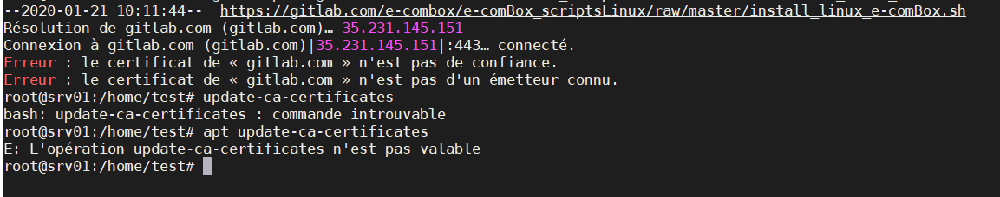 --2020-01-21 10:11:44-- https://gitlab.com/e-combox/e-comBox_scriptsLinux/raw/master/install_linux_e-comBox.sh
Résolution de gitlab.com (gitlab.com)… 35.231.145.151
Connexion à gitlab.com (gitlab.com)|35.231.145.151|:443… connecté.
Erreur : le certificat de « gitlab.com » n'est pas de confiance.
Erreur : le certificat de « gitlab.com » n'est pas d'un émetteur connu.
root@srv01:/home/test# update-ca-certificates
bash: update-ca-certificates : commande introuvable
root@srv01:/home/test# apt update-ca-certificates
E: L'opération update-ca-certificates n'est pas valable
root@srv01:/home/test#